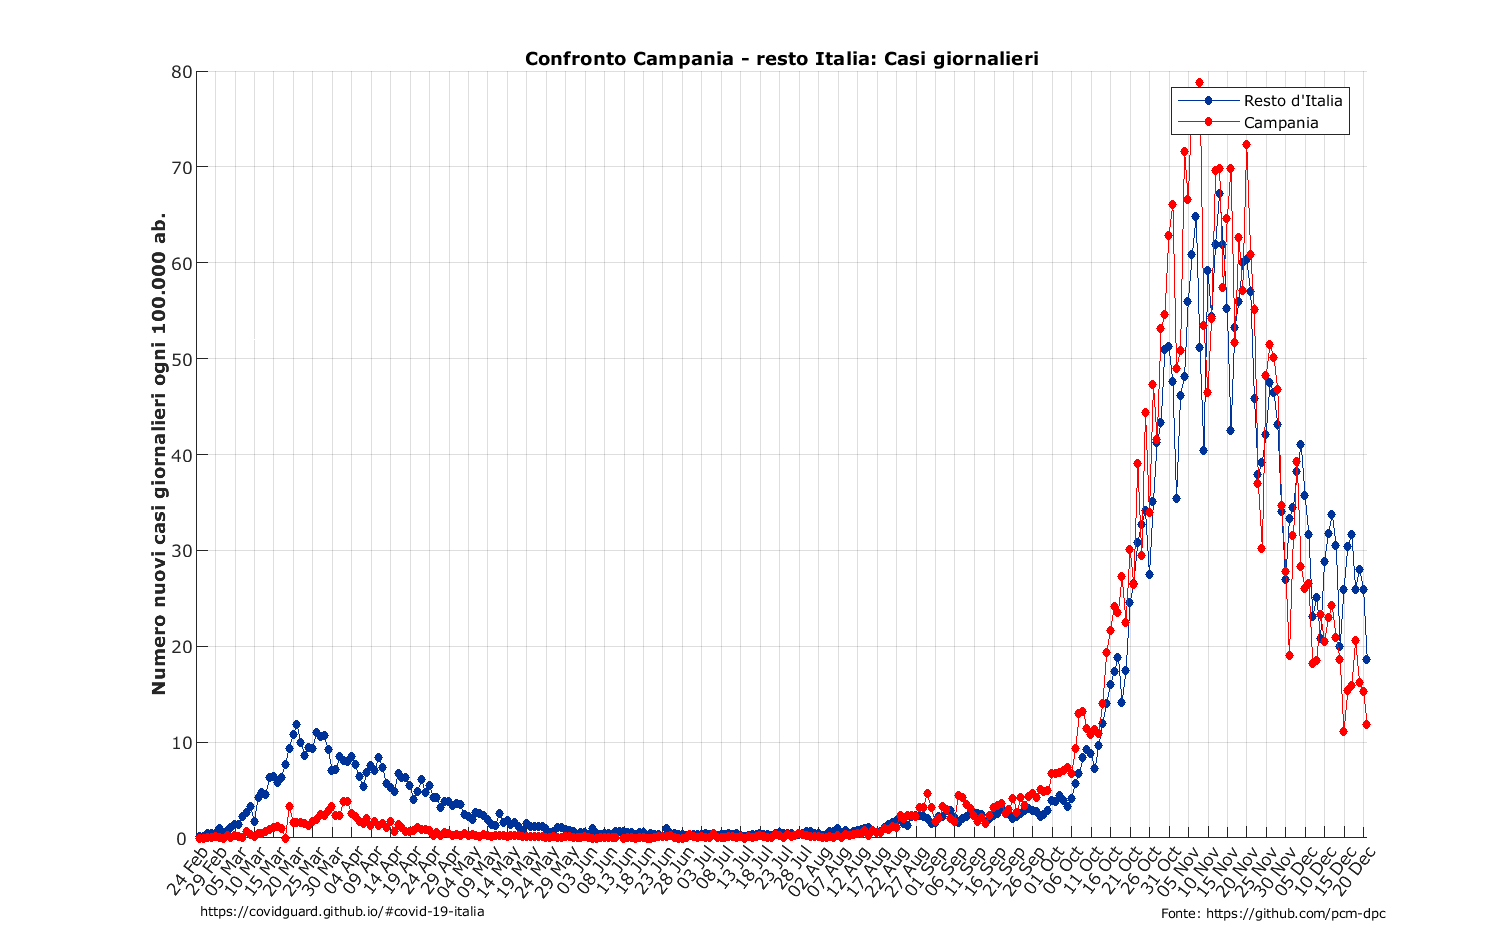 Confronto Campania - resto Italia: Casi giornalieri
Resto d'Italia
Campania
Numero nuovi casi giornalieri ogni 100.000 ab.
80
70
60
50
40
30
20
10
0
24 Feb
29 Feb
05 Mar
10 Mar
15 Mar
20 Mar
25 Mar
30 Mar
04 Apr
09 Apr
14 Apr
19 Apr
24 Apr
29 Apr
04 May
09 May
14 May
19 May
24 May
29 May
03 Jun
08 Jun
13 Jun
18 Jun
23 Jun
28 Jun
03 Jul
08 Jul
13 Jul
18 Jul
23 Jul
28 Jul
02 Aug
07 Aug
12 Aug
17 Aug
22 Aug
27 Aug
01 Sep
06 Sep
11 Sep
16 Sep
21 Sep
26 Sep
01 Oct
06 Oct
11 Oct
16 Oct
21 Oct
26 Oct
31 Oct
05 Nov
10 Nov
15 Nov
20 Nov
25 Nov
30 Nov
05 Dec
10 Dec
15 Dec
20 Dec
https://covidguard.github.io/#covid-19-italia
Fonte: https://github.com/pcm-dpc